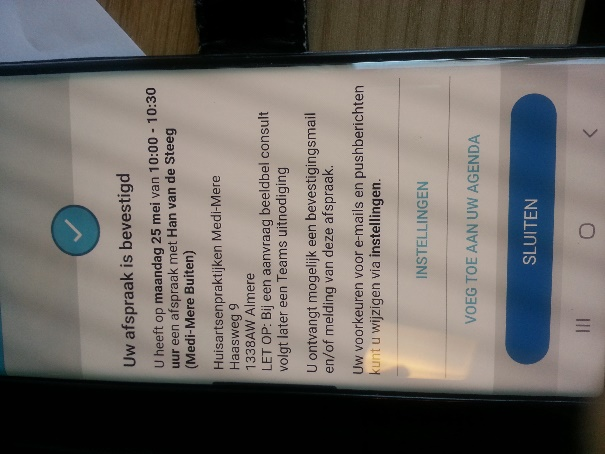 Uw afspraak is bevestigd
U heeft op maandag 25 mei van 10:00 - 10:30
uur een afspraak met Han van de Steeg
(Medi-Mere Buiten)
Huisartsenpraktijken Medi-Mere
Haasweg 9
1338AW Almere
LET OP: Bij een aanvraag beeldbel consult
volgt later een Teams uitnodiging
U ontvangt mogelijk een bevestigingsmail
en/of melding van deze afspraak.
Uw voorkeuren voor e-mails en pushberichten
kunt u wijzigen via instellingen.
INSTELLINGEN
VOEG TOE AAN UW AGENDA
SLUITEN